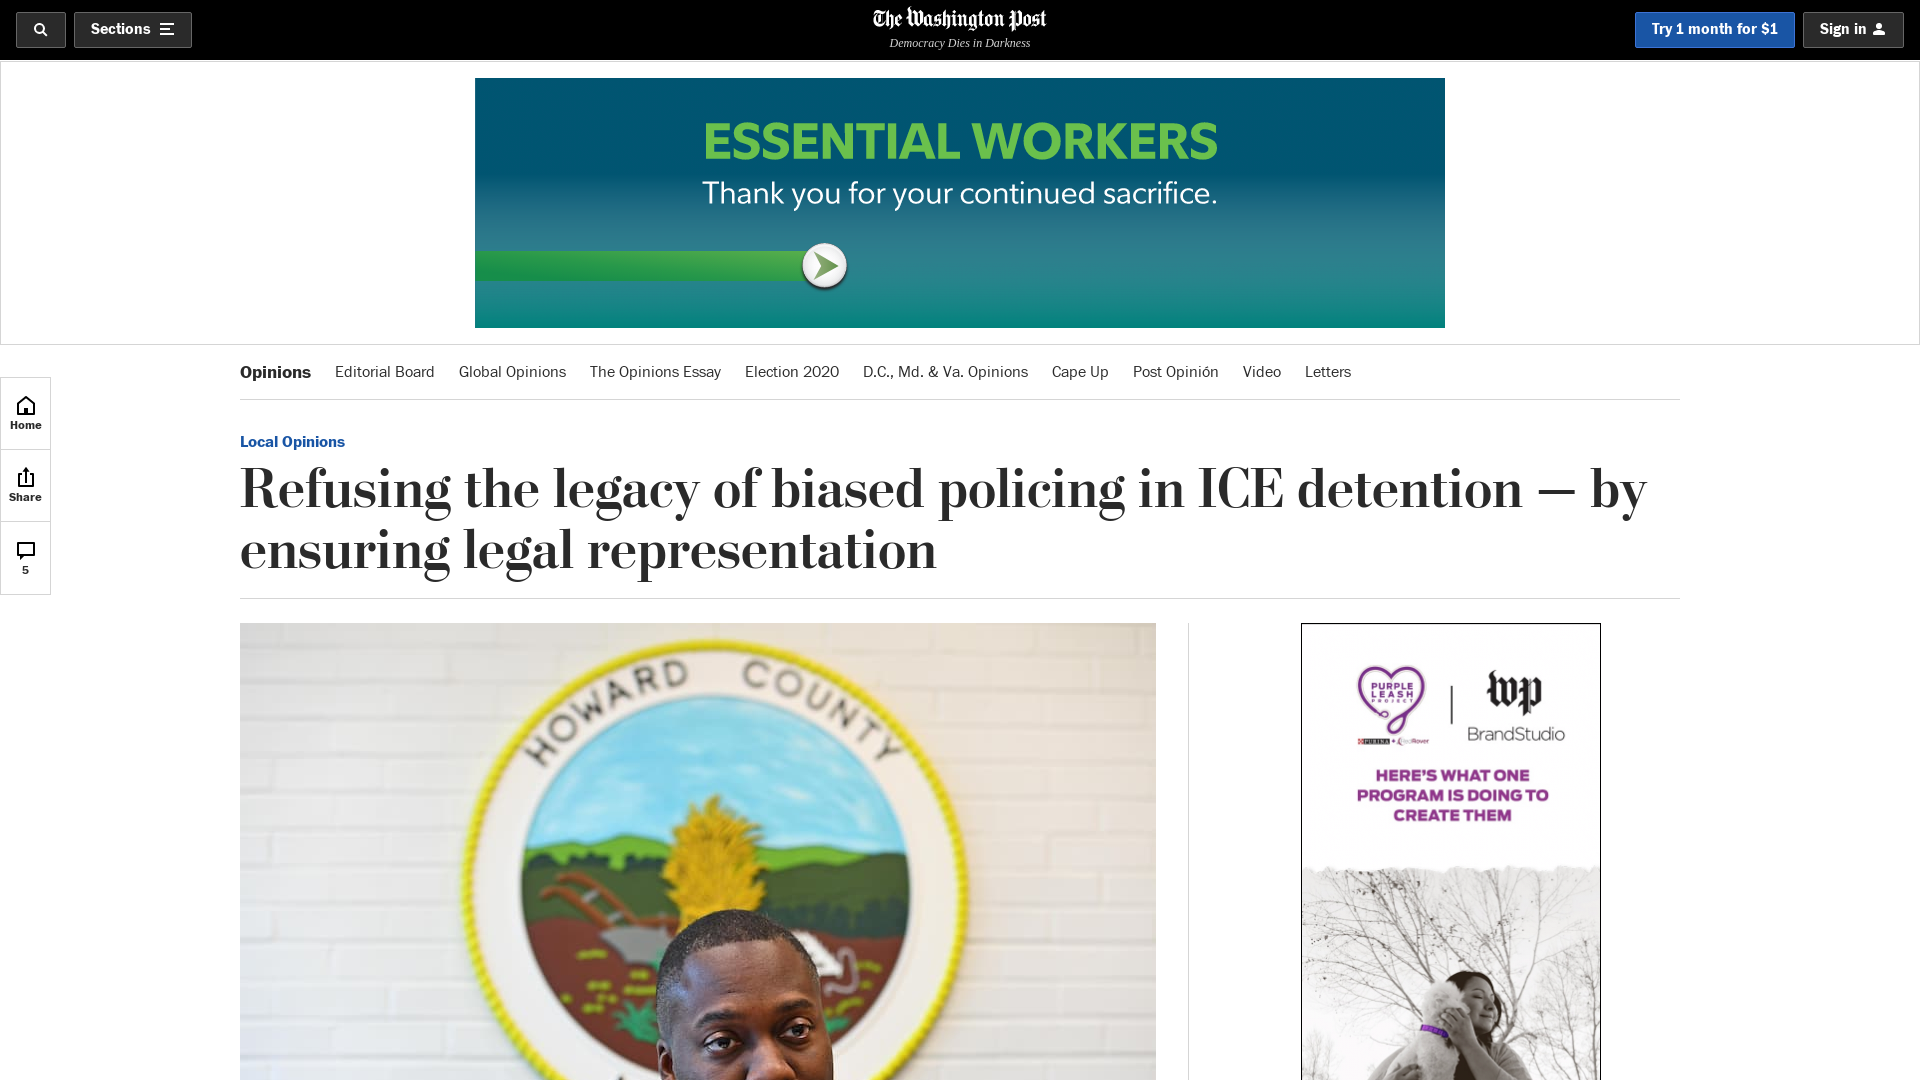 Sections
The Washington Post
Democracy Dies in Darkness
Try 1 month for $1
Sign in
ESSENTIAL WORKERS
Thank you for your continued sacrifice.
Opinions
Editorial Board
Global Opinions
The Opinions Essay
Election 2020
D.C., Md. & Va. Opinions
Cape Up
Post Opinión
Video
Letters
Home
Share
5
Local Opinions
Refusing the legacy of biased policing in ICE detention — by
ensuring legal representation
HOWARD COUNTY
PURPLE
LEASH
PROJECT
PURINA
RedRover
wp
BrandStudio
HERE'S WHAT ONE
PROGRAM IS DOING TO
CREATE THEM